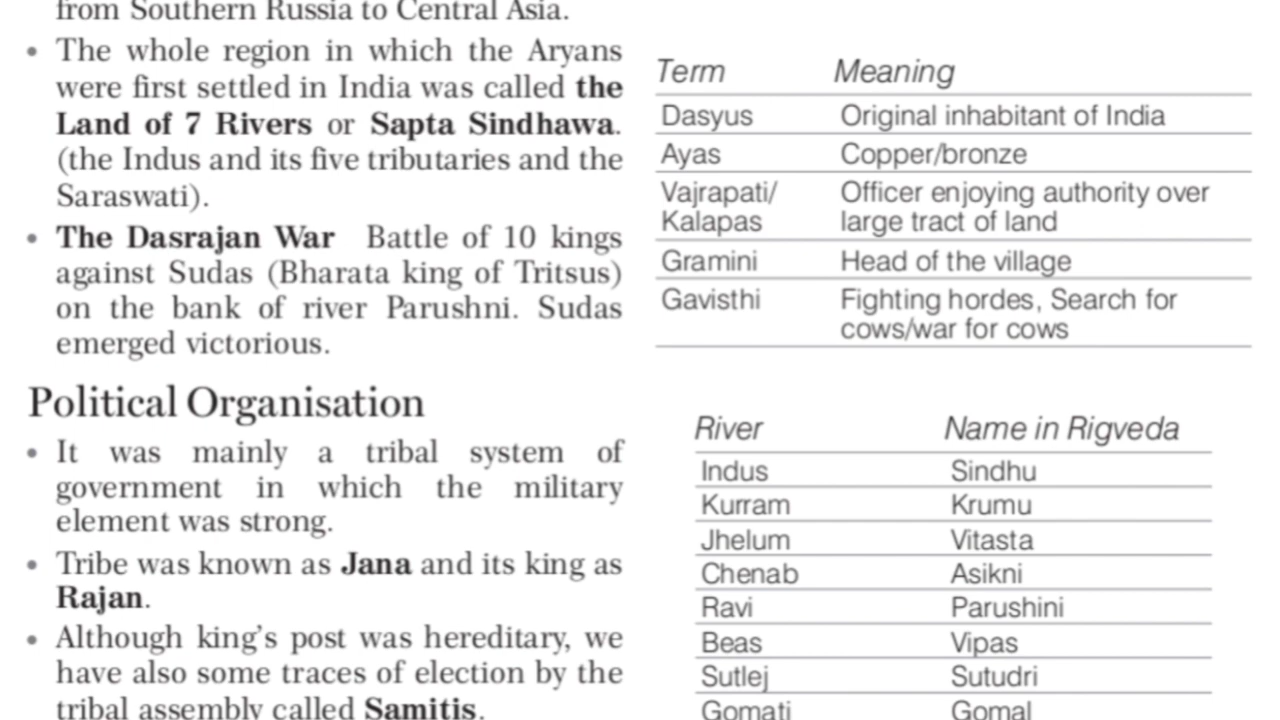 from Southern Russia to Central Asia.
• The whole region in which the Aryans
were first settled in India was called the
Land of 7 Rivers or Sapta Sindhawa.
(the Indus and its five tributaries and the
Saraswati).
• The Dasrajan War Battle of 10 kings
against Sudas (Bharata king of Tritsus)
on the bank of river Parushni. Sudas
emerged victorious.
Political Organisation
• It was mainly a tribal system of
government in which the military
element was strong.
• Tribe was known as Jana and its king as
Rajan.
• Although king's post was hereditary, we
have also some traces of election by the
tribal assembly called Samitis.
Term Meaning
Dasyus Original inhabitant of India
Ayas Copper/bronze
Vajrapati/ Officer enjoying authority over
Kalapas large tract of land
Gramini Head of the village
Gavisthi Fighting hordes, Search for
cows/war for cows
River Name in Rigveda
Indus Sindhu
Kurram Krumu
Jhelum Vitasta
Chenab Asikni
Ravi Parushini
Beas Vipas
Sutlej Sutudri
Gomati Gomal